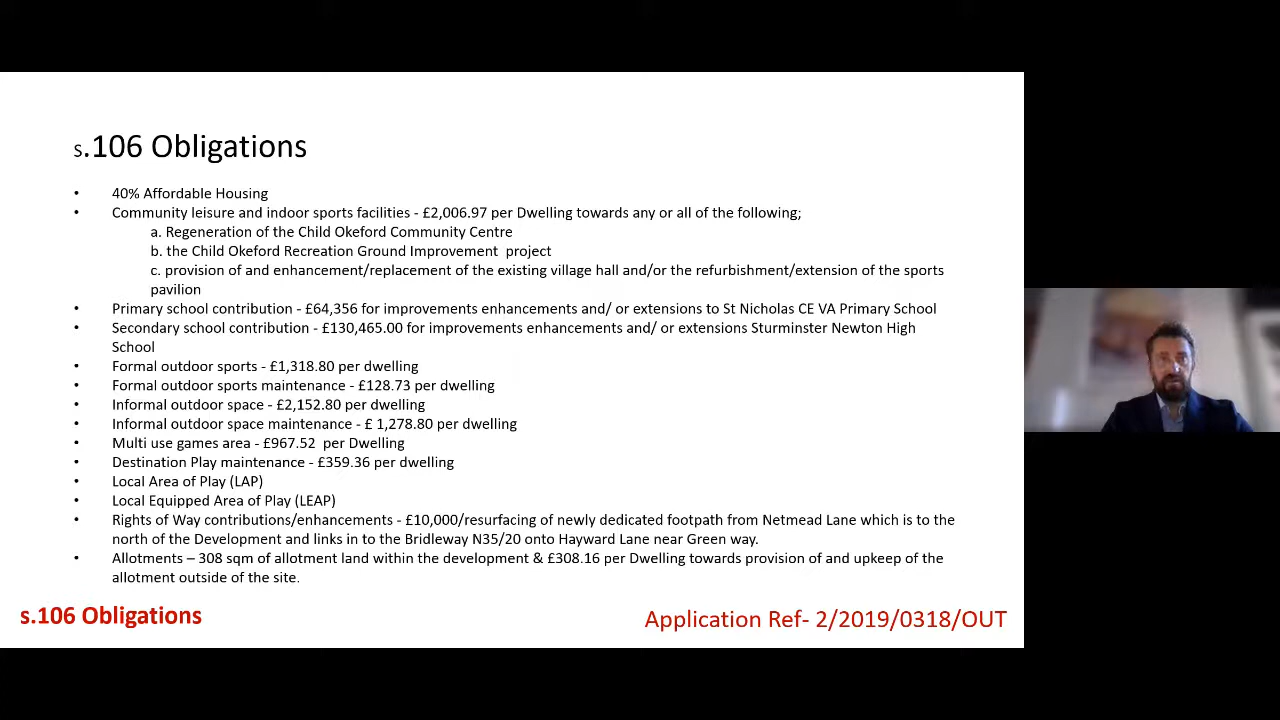 s.106 Obligations
• 40% Affordable Housing
• Community leisure and indoor sports facilities - £2,006.97 per Dwelling towards any or all of the following;
a. Regeneration of the Child Okeford Community Centre
b. the Child Okeford Recreation Ground Improvement  project
c. provision of and enhancement/replacement of the existing village hall and/or the refurbishment/extension of the sports
pavilion
• Primary school contribution - £64,356 for improvements enhancements and/ or extensions to St Nicholas CE VA Primary School
• Secondary school contribution - £130,465.00 for improvements enhancements and/ or extensions Sturminster Newton High
School
• Formal outdoor sports - £1,318.80 per dwelling
• Formal outdoor sports maintenance - £128.73 per dwelling
• Informal outdoor space - £2,152.80 per dwelling
• Informal outdoor space maintenance - £ 1,278.80 per dwelling
• Multi use games area - £967.52  per Dwelling
• Destination Play maintenance - £359.36 per dwelling
• Local Area of Play (LAP)
• Local Equipped Area of Play (LEAP)
• Rights of Way contributions/enhancements - £10,000/resurfacing of newly dedicated footpath from Netmead Lane which is to the
north of the Development and links in to the Bridleway N35/20 onto Hayward Lane near Green way.
• Allotments – 308 sqm of allotment land within the development & £308.16 per Dwelling towards provision of and upkeep of the
allotment outside of the site.
s.106 Obligations
Application Ref- 2/2019/0318/OUT